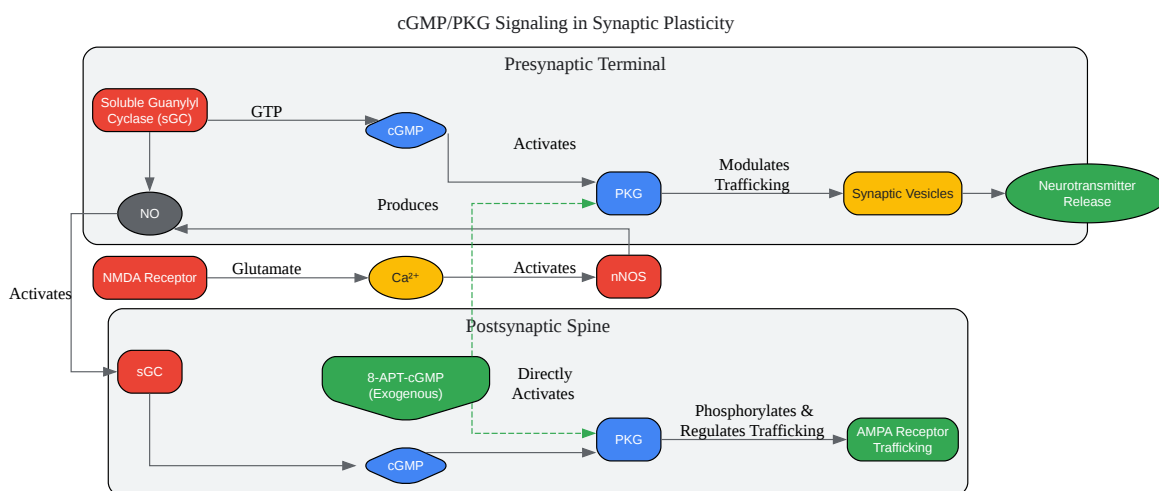 cGMP/PKG Signaling in Synaptic Plasticity
Presynaptic Terminal
Soluble Guanylyl
Cyclase (sGC)
GTP
cGMP
Activates
PKG
Modulates
Trafficking
Synaptic Vesicles
Neurotransmitter
Release
NO
Produces
NMDA Receptor
Glutamate
Ca²⁺
Activates
nNOS
Activates
Postsynaptic Spine
sGC
8-APT-cGMP
(Exogenous)
Directly
Activates
cGMP
PKG
Phosphorylates &
Regulates Trafficking
AMPA Receptor
Trafficking